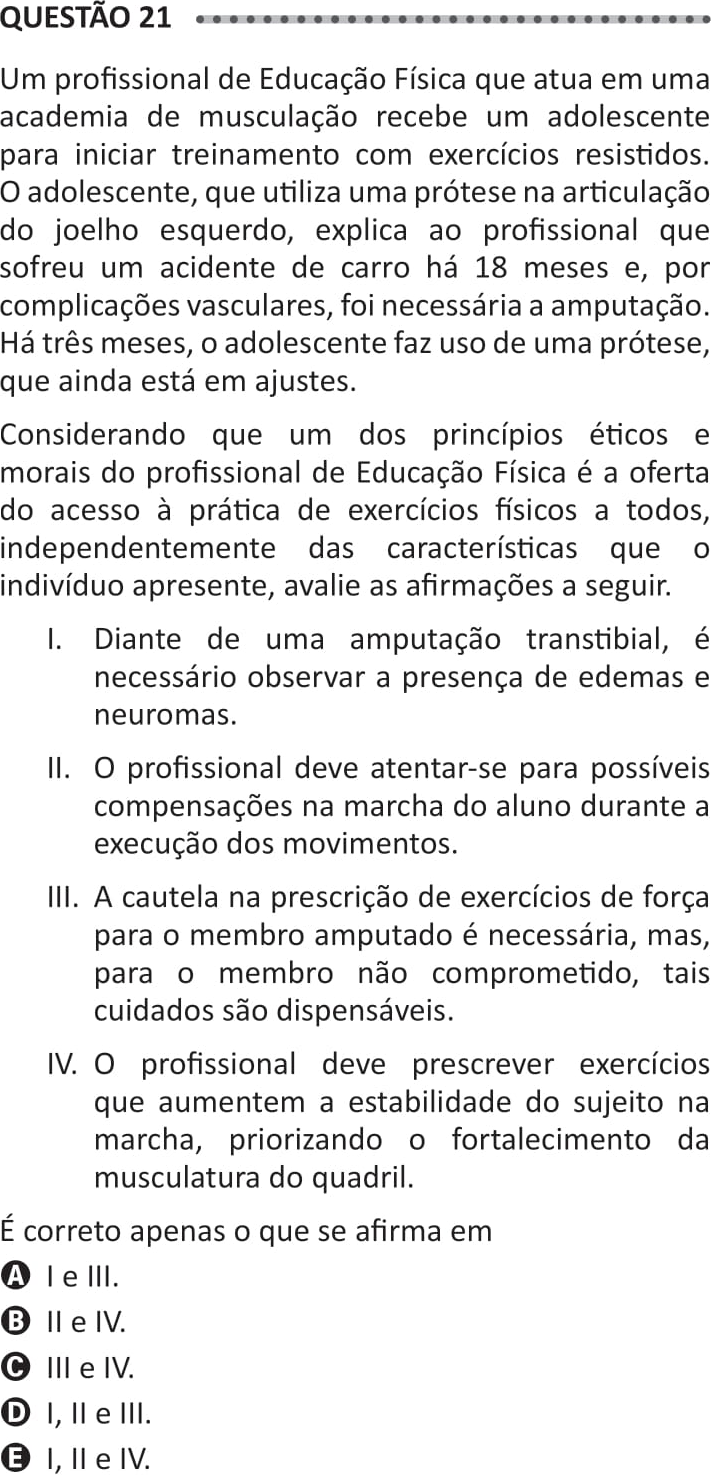 QUESTÃO 21
Um profissional de Educação Física que atua em uma
academia de musculação recebe um adolescente
para iniciar treinamento com exercícios resistidos.
O adolescente, que utiliza uma prótese na articulação
do joelho esquerdo, explica ao profissional que
sofreu um acidente de carro há 18 meses e, por
complicações vasculares, foi necessária a amputação.
Há três meses, o adolescente faz uso de uma prótese,
que ainda está em ajustes.
Considerando que um dos princípios éticos e
morais do profissional de Educação Física é a oferta
do acesso à prática de exercícios físicos a todos,
independentemente das características que o
indivíduo apresente, avalie as afirmações a seguir.
I. Diante de uma amputação transtibial, é
necessário observar a presença de edemas e
neuromas.
II. O profissional deve atentar-se para possíveis
compensações na marcha do aluno durante a
execução dos movimentos.
III. A cautela na prescrição de exercícios de força
para o membro amputado é necessária, mas,
para o membro não comprometido, tais
cuidados são dispensáveis.
IV. O profissional deve prescrever exercícios
que aumentem a estabilidade do sujeito na
marcha, priorizando o fortalecimento da
musculatura do quadril.
É correto apenas o que se afirma em
A I e III.
B II e IV.
C III e IV.
D I, II e III.
E I, II e IV.